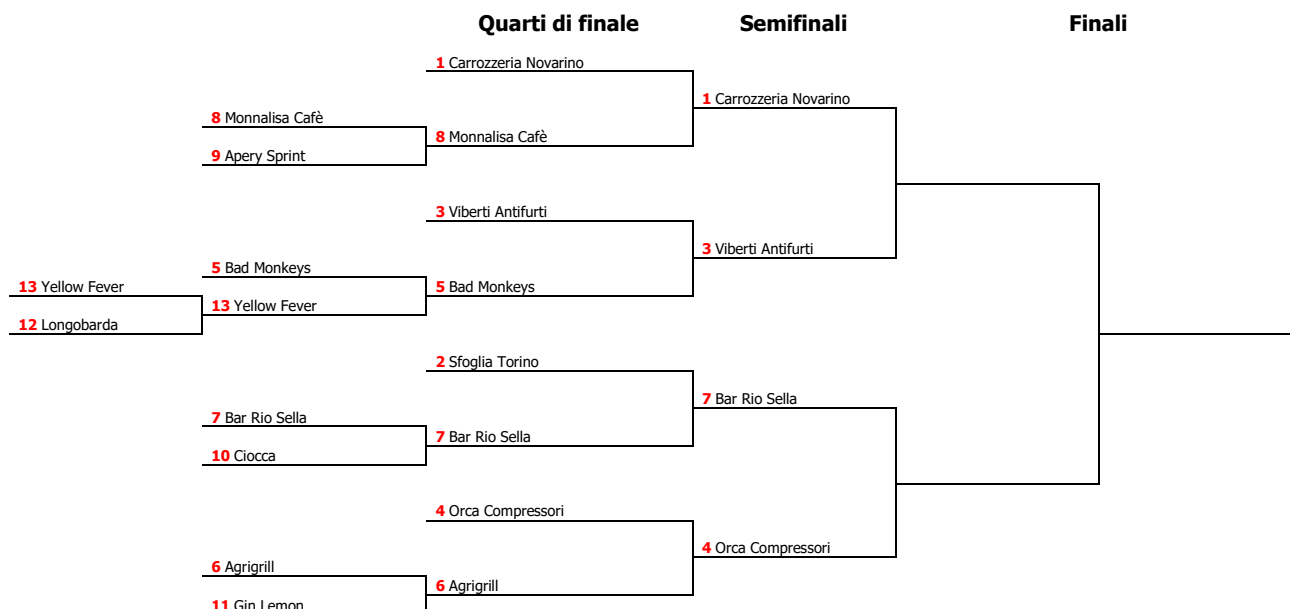 Quarti di finale
Semifinali
Finali
1 Carrozzeria Novarino
1 Carrozzeria Novarino
8 Monnalisa Cafè
8 Monnalisa Cafè
9 Apery Sprint
3 Viberti Antifurti
3 Viberti Antifurti
5 Bad Monkeys
13 Yellow Fever
5 Bad Monkeys
13 Yellow Fever
12 Longobarda
2 Sfoglia Torino
7 Bar Rio Sella
7 Bar Rio Sella
7 Bar Rio Sella
10 Ciocca
4 Orca Compressori
4 Orca Compressori
6 Agrigrill
6 Agrigrill
11 Gin Lemon